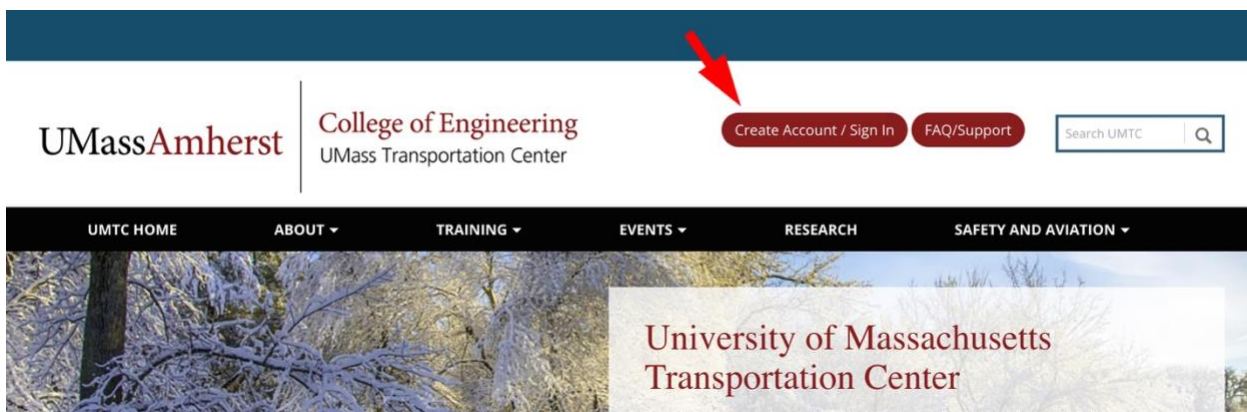 UMassAmherst
College of Engineering
UMass Transportation Center
Create Account / Sign In
FAQ/Support
Search UMTC
UMTC HOME
ABOUT
TRAINING
EVENTS
RESEARCH
SAFETY AND AVIATION
University of Massachusetts
Transportation Center